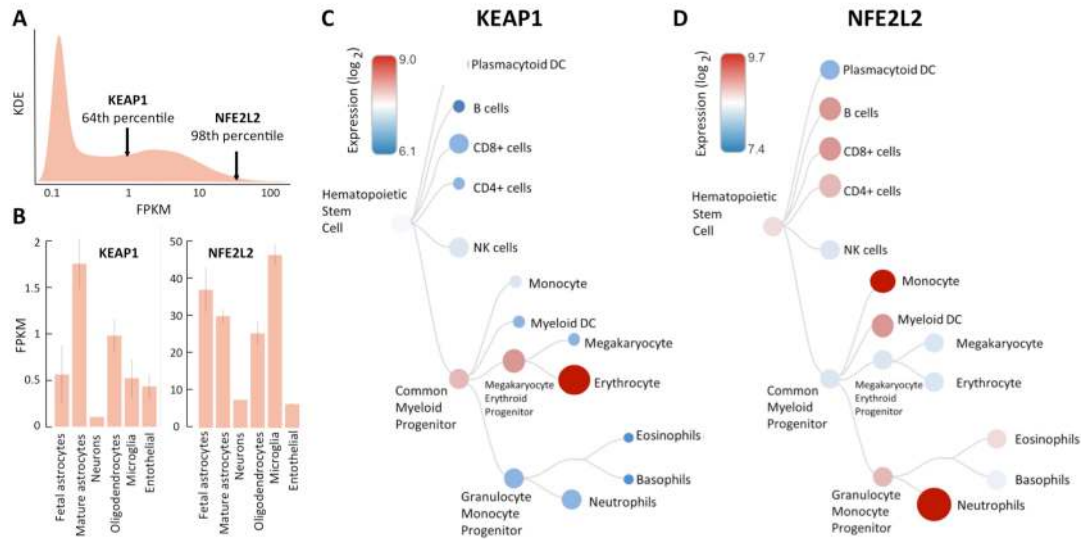 A
KDE
KEAP1
64th percentile
NFE2L2
98th percentile
0.1
1
10
100
FPKM
B
KEAP1
FPKM
2
1.5
1
0.5
0
Fetal astrocytes
Mature astrocytes
Neurons
Oligodendrocytes
Microglia
Entothelial
NFE2L2
50
40
30
20
10
0
Fetal astrocytes
Mature astrocytes
Neurons
Oligodendrocytes
Microglia
Entothelial
C
KEAP1
Expression (log 2)
9.0
6.1
Plasmacytoid DC
B cells
CD8+ cells
CD4+ cells
Hematopoietic
Stem
Cell
NK cells
Monocyte
Myeloid DC
Megakaryocyte
Erythrocyte
Common
Myeloid
Progenitor
Megakaryocyte
Erythroid
Progenitor
Eosinophils
Basophils
Neutrophils
Granulocyte
Monocyte
Progenitor
D
NFE2L2
Expression (log 2)
9.7
7.4
Plasmacytoid DC
B cells
CD8+ cells
CD4+ cells
Hematopoietic
Stem
Cell
NK cells
Monocyte
Myeloid DC
Megakaryocyte
Erythrocyte
Common
Myeloid
Progenitor
Megakaryocyte
Erythroid
Progenitor
Eosinophils
Basophils
Neutrophils
Granulocyte
Monocyte
Progenitor